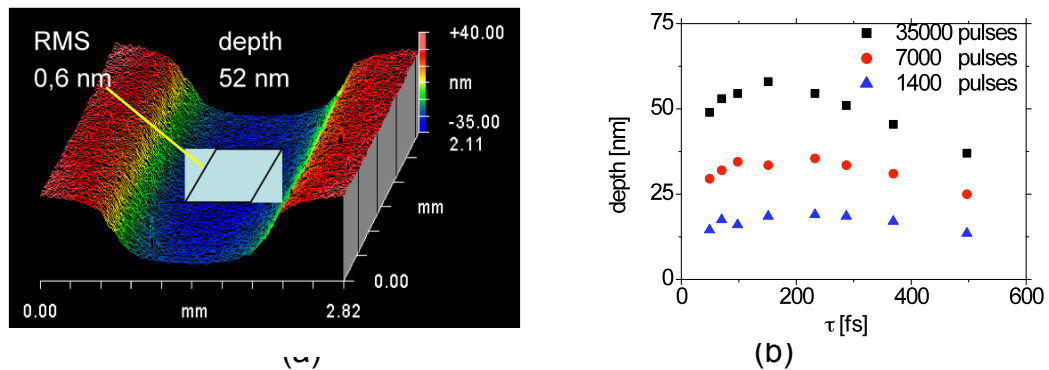 RMS
0,6 nm
depth
52 nm
+40.00
nm
-35.00
2.11
mm
0.00
0.00
mm
2.82
75
50
25
0
depth [nm]
35000 pulses
7000 pulses
1400 pulses
0
200
400
600
τ [fs]
(b)